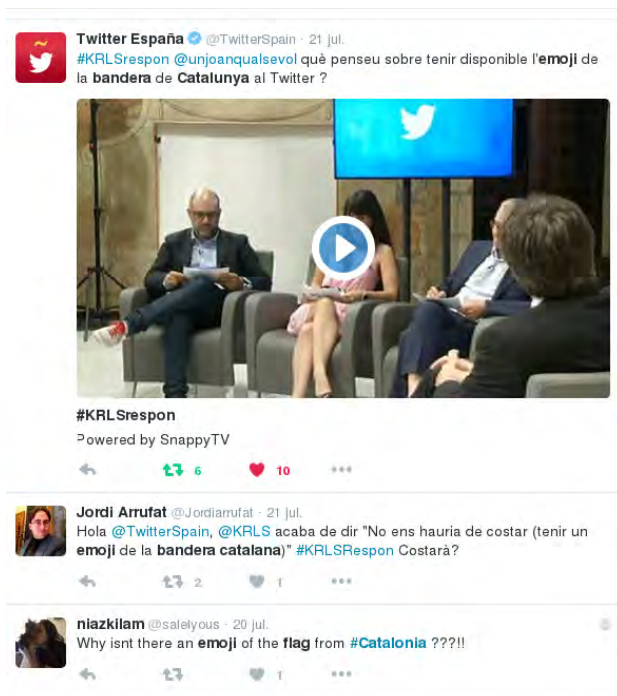 Twitter España @TwitterSpain · 21 jul.
#KRLSrespon @unjoanqualsevol què penseu sobre tenir disponible l'emoji de
la bandera de Catalunya al Twitter ?
#KRLSrespon
Powered by SnappyTV
6 10
Jordi Arrufat @Jordiarrufat · 21 jul.
Hola @TwitterSpain, @KRLS acaba de dir "No ens hauria de costar (tenir un
emoji de la bandera catalana)" #KRLSRespon Costarà?
2 1
niazkilam @salelyous · 20 jul.
Why isnt there an emoji of the flag from #Catalonia ???!!
1